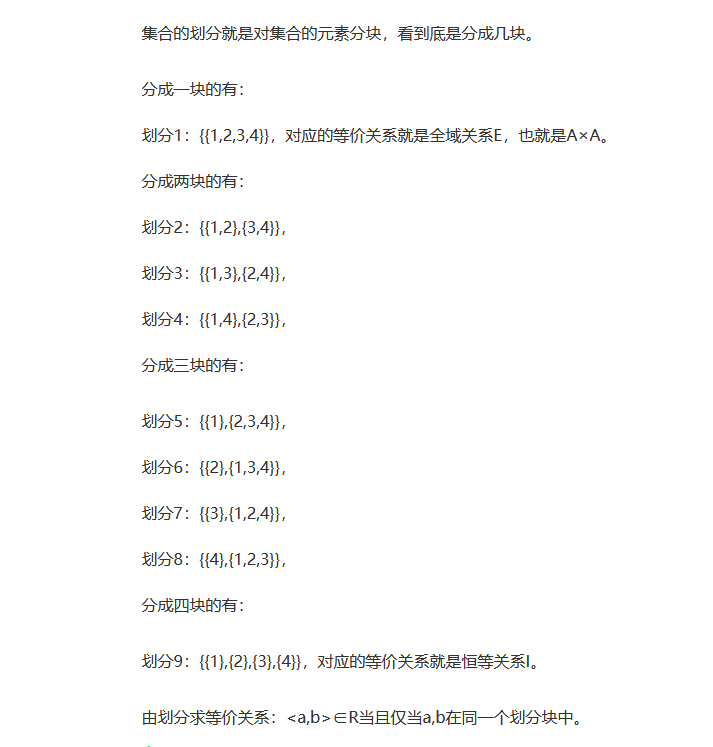 集合的划分就是对集合的元素分块，看到底是分成几块。
分成一块的有：
划分1：{{1,2,3,4}}，对应的等价关系就是全域关系E，也就是A×A。
分成两块的有：
划分2：{{1,2},{3,4}}，
划分3：{{1,3},{2,4}}，
划分4：{{1,4},{2,3}}，
分成三块的有：
划分5：{{1},{2,3,4}}，
划分6：{{2},{1,3,4}}，
划分7：{{3},{1,2,4}}，
划分8：{{4},{1,2,3}}，
分成四块的有：
划分9：{{1},{2},{3},{4}}，对应的等价关系就是恒等关系I。
由划分求等价关系：<a,b>∈R当且仅当a,b在同一个划分块中。